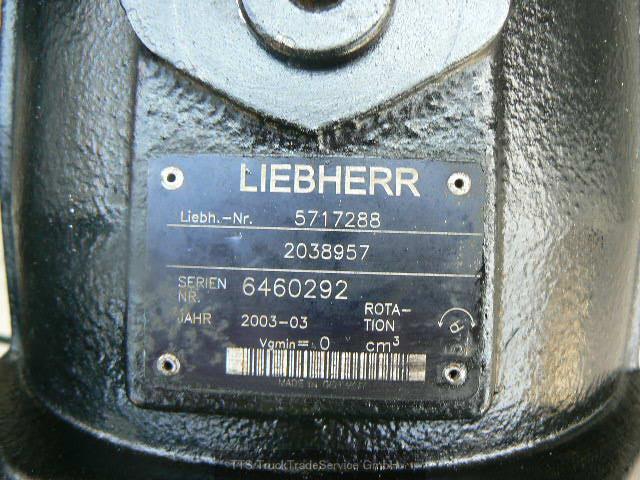 LIEBHERR
Liebh.-Nr. 5717288
2038957
SERIEN NR. 6460292
JAHR 2003-03 ROTA-TION
Vgmin= 0 cm³
MADE IN GERMANY
TTS TruckTradeService GmbH